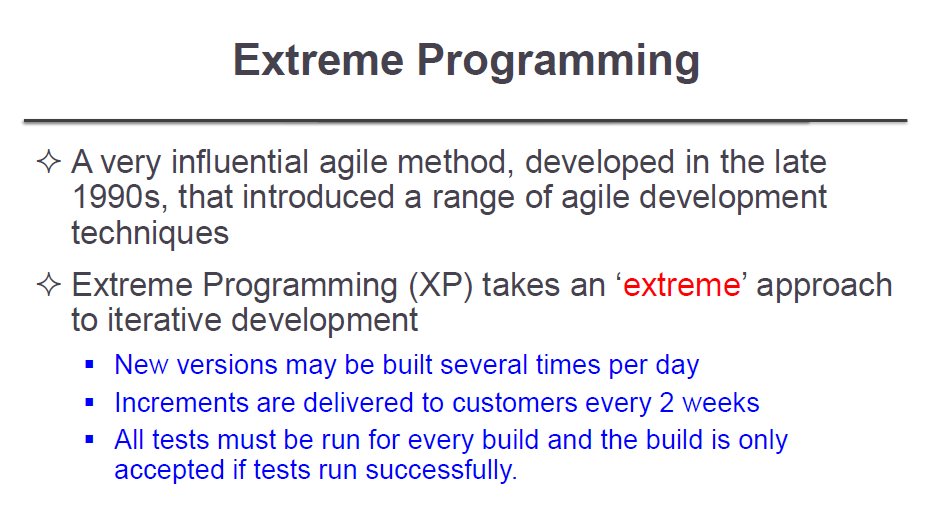 Extreme Programming
✧ A very influential agile method, developed in the late
1990s, that introduced a range of agile development
techniques
✧ Extreme Programming (XP) takes an ‘extreme’ approach
to iterative development
▪ New versions may be built several times per day
▪ Increments are delivered to customers every 2 weeks
▪ All tests must be run for every build and the build is only
accepted if tests run successfully.